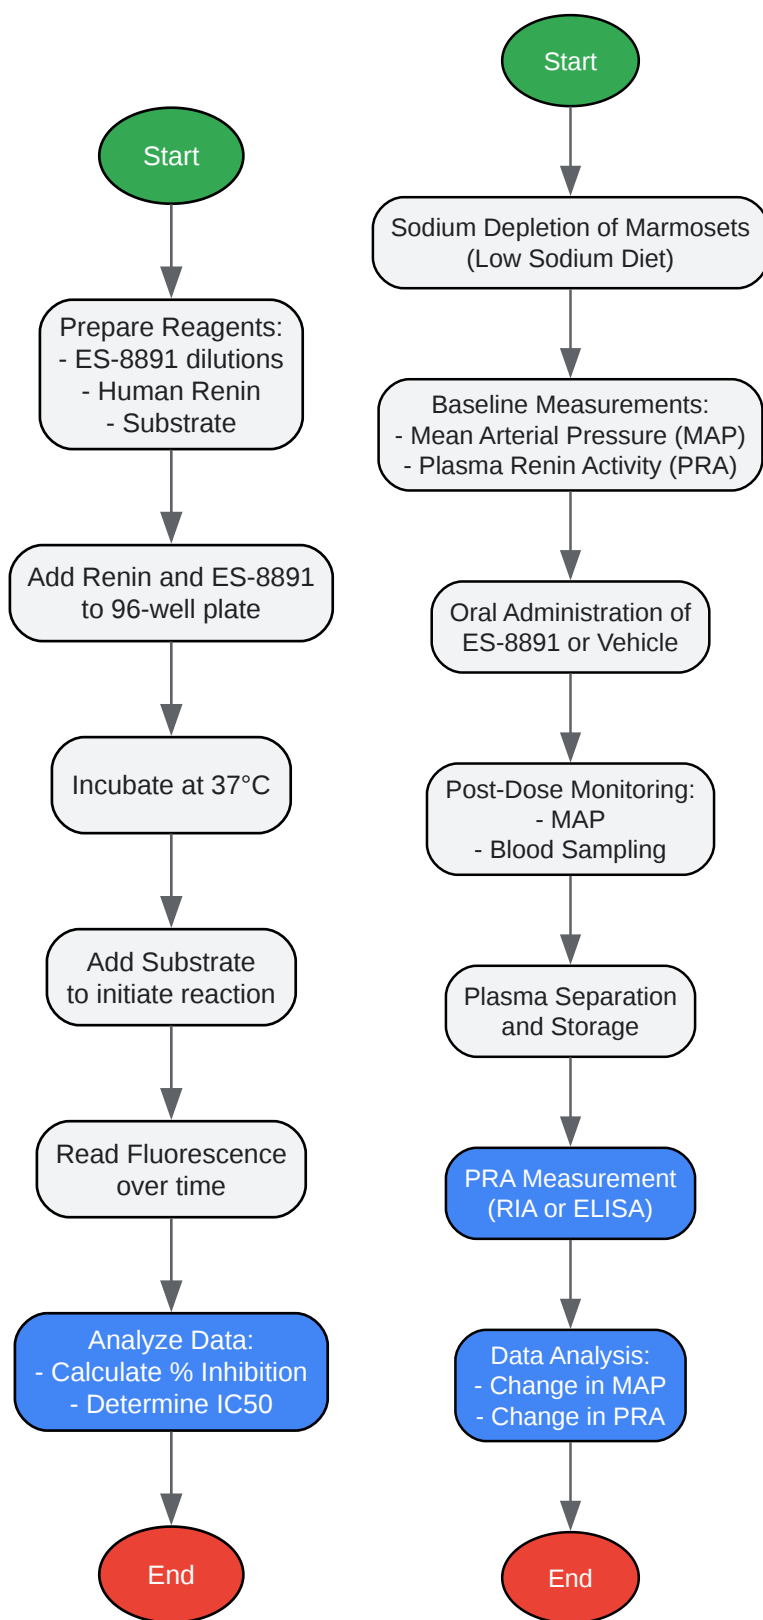 Start
Prepare Reagents:
- ES-8891 dilutions
- Human Renin
- Substrate
Add Renin and ES-8891
to 96-well plate
Incubate at 37°C
Add Substrate
to initiate reaction
Read Fluorescence
over time
Analyze Data:
- Calculate % Inhibition
- Determine IC50
End
Start
Sodium Depletion of Marmosets
(Low Sodium Diet)
Baseline Measurements:
- Mean Arterial Pressure (MAP)
- Plasma Renin Activity (PRA)
Oral Administration of
ES-8891 or Vehicle
Post-Dose Monitoring:
- MAP
- Blood Sampling
Plasma Separation
and Storage
PRA Measurement
(RIA or ELISA)
Data Analysis:
- Change in MAP
- Change in PRA
End